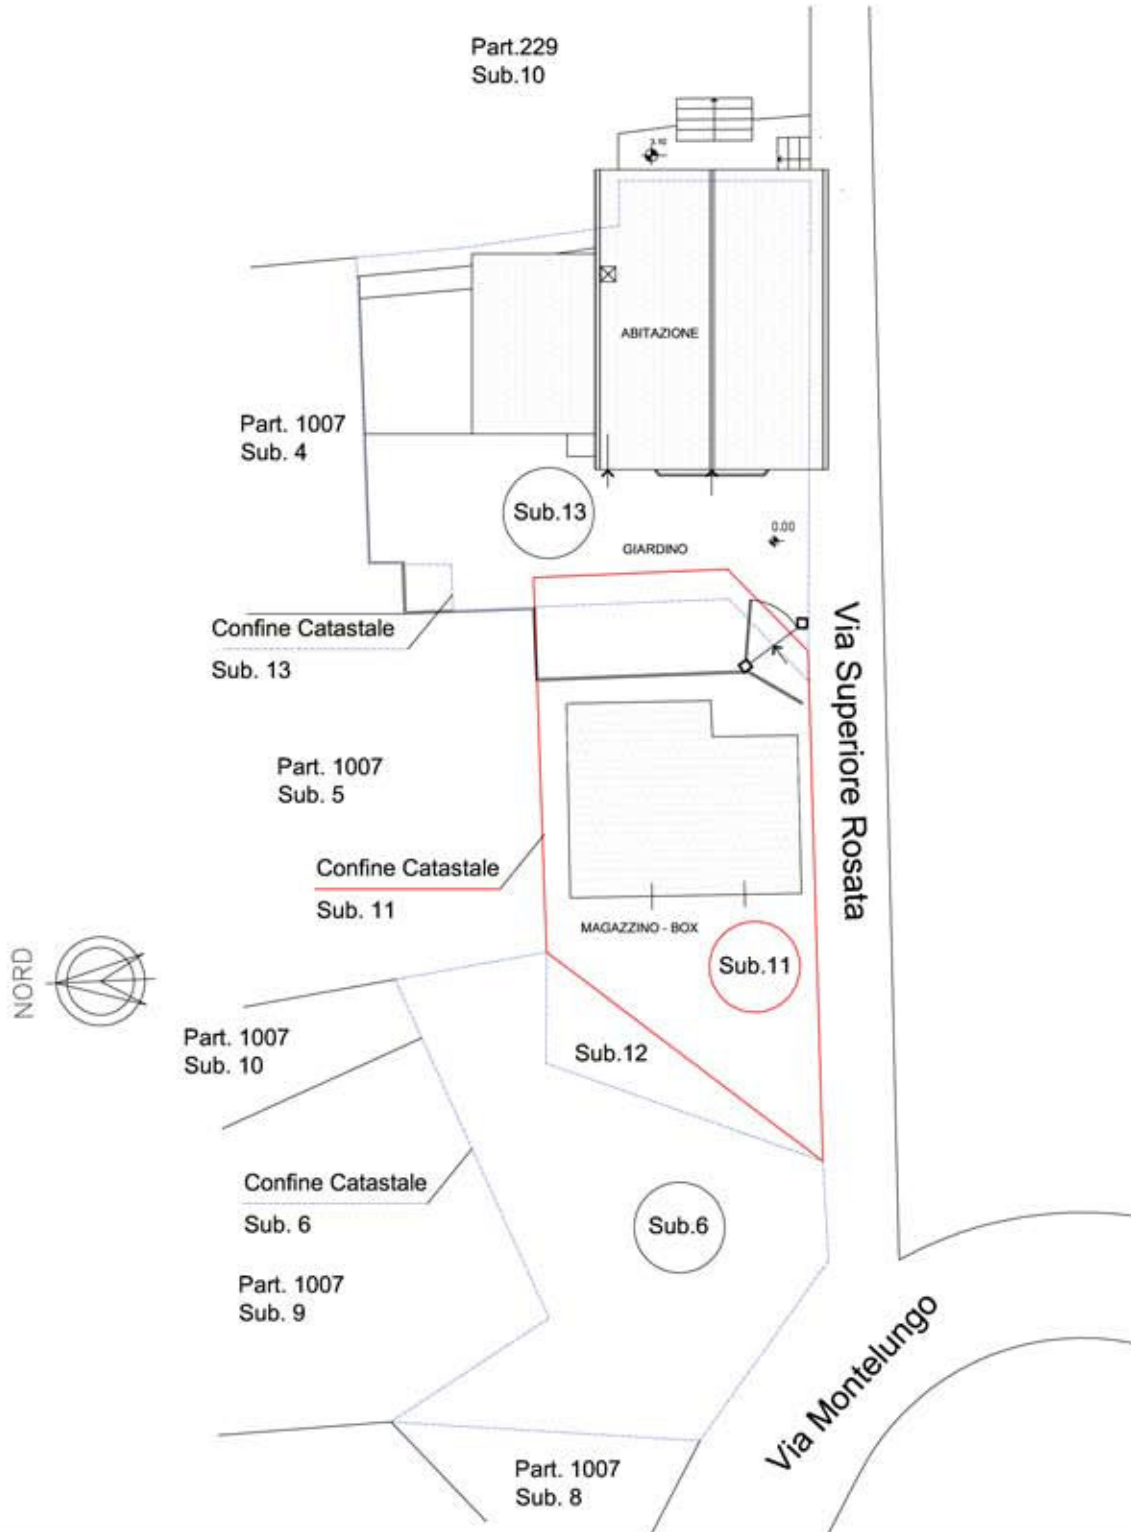 Part.229
Sub.10
3.10
ABITAZIONE
Part. 1007
Sub. 4
Sub.13
0.00
GIARDINO
Confine Catastale
Sub. 13
Via Superiore Rosata
Part. 1007
Sub. 5
Confine Catastale
Sub. 11
MAGAZZINO - BOX
Sub.11
NORD
Part. 1007
Sub. 10
Sub.12
Confine Catastale
Sub. 6
Sub.6
Part. 1007
Sub. 9
Via Montelungo
Part. 1007
Sub. 8